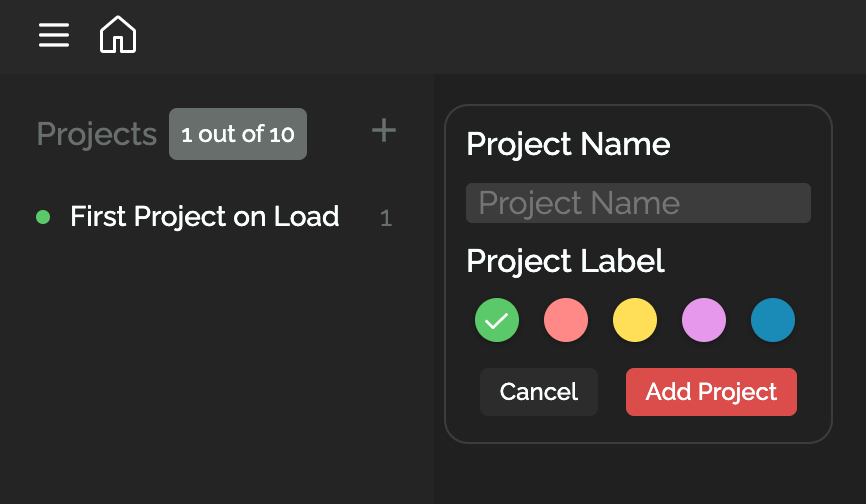 Projects 1 out of 10
First Project on Load 1
Project Name
Project Name
Project Label
Cancel Add Project